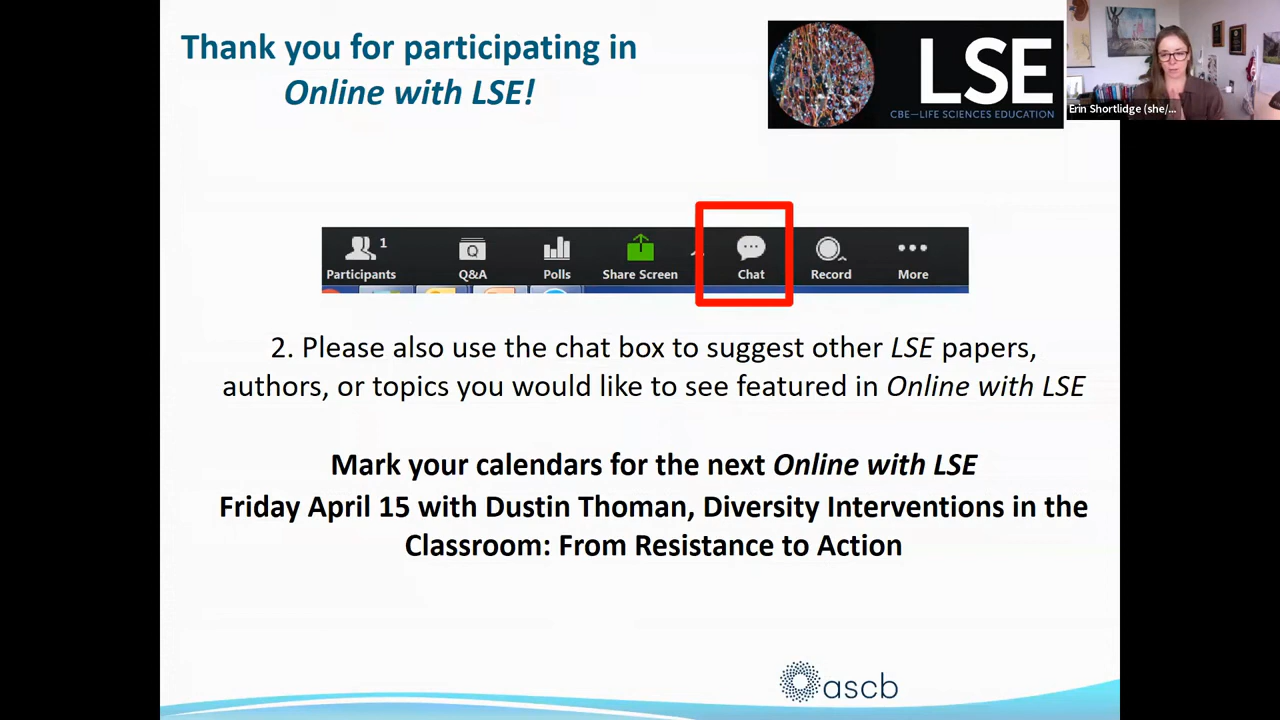 Thank you for participating in
Online with LSE!
LSE
CBE—LIFE SCIENCES EDUCATION
Erin Shortlidge (she/...
Participants 1
Q&A
Polls
Share Screen
Chat
Record
More
2. Please also use the chat box to suggest other LSE papers,
authors, or topics you would like to see featured in Online with LSE
Mark your calendars for the next Online with LSE
Friday April 15 with Dustin Thoman, Diversity Interventions in the
Classroom: From Resistance to Action
ascb